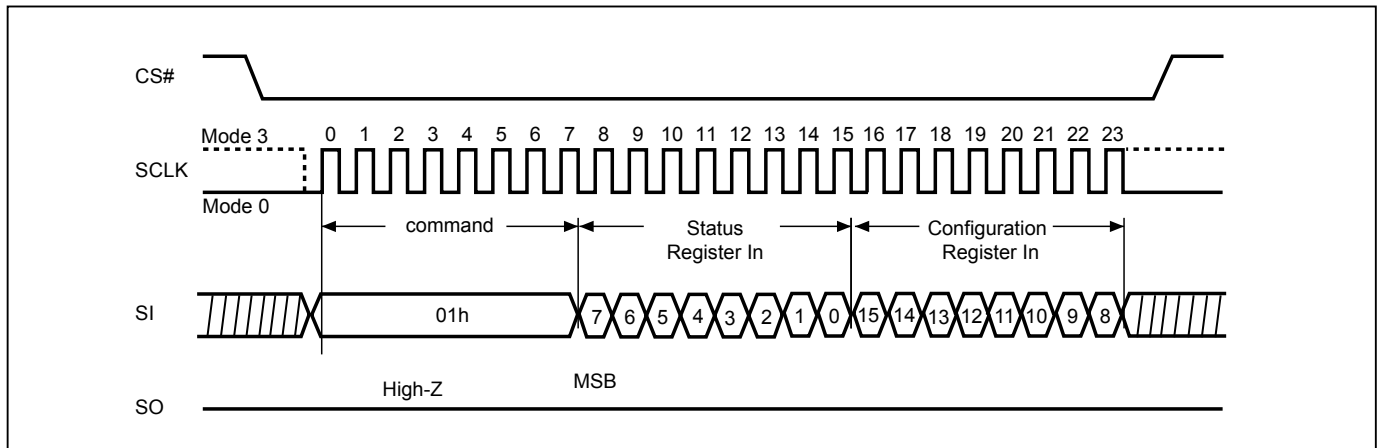 CS#
Mode 3
0 1 2 3 4 5 6 7 8 9 10 11 12 13 14 15 16 17 18 19 20 21 22 23
SCLK
Mode 0
command
Status
Register In
Configuration
Register In
SI
01h
7 6 5 4 3 2 1 0 15 14 13 12 11 10 9 8
High-Z
MSB
SO